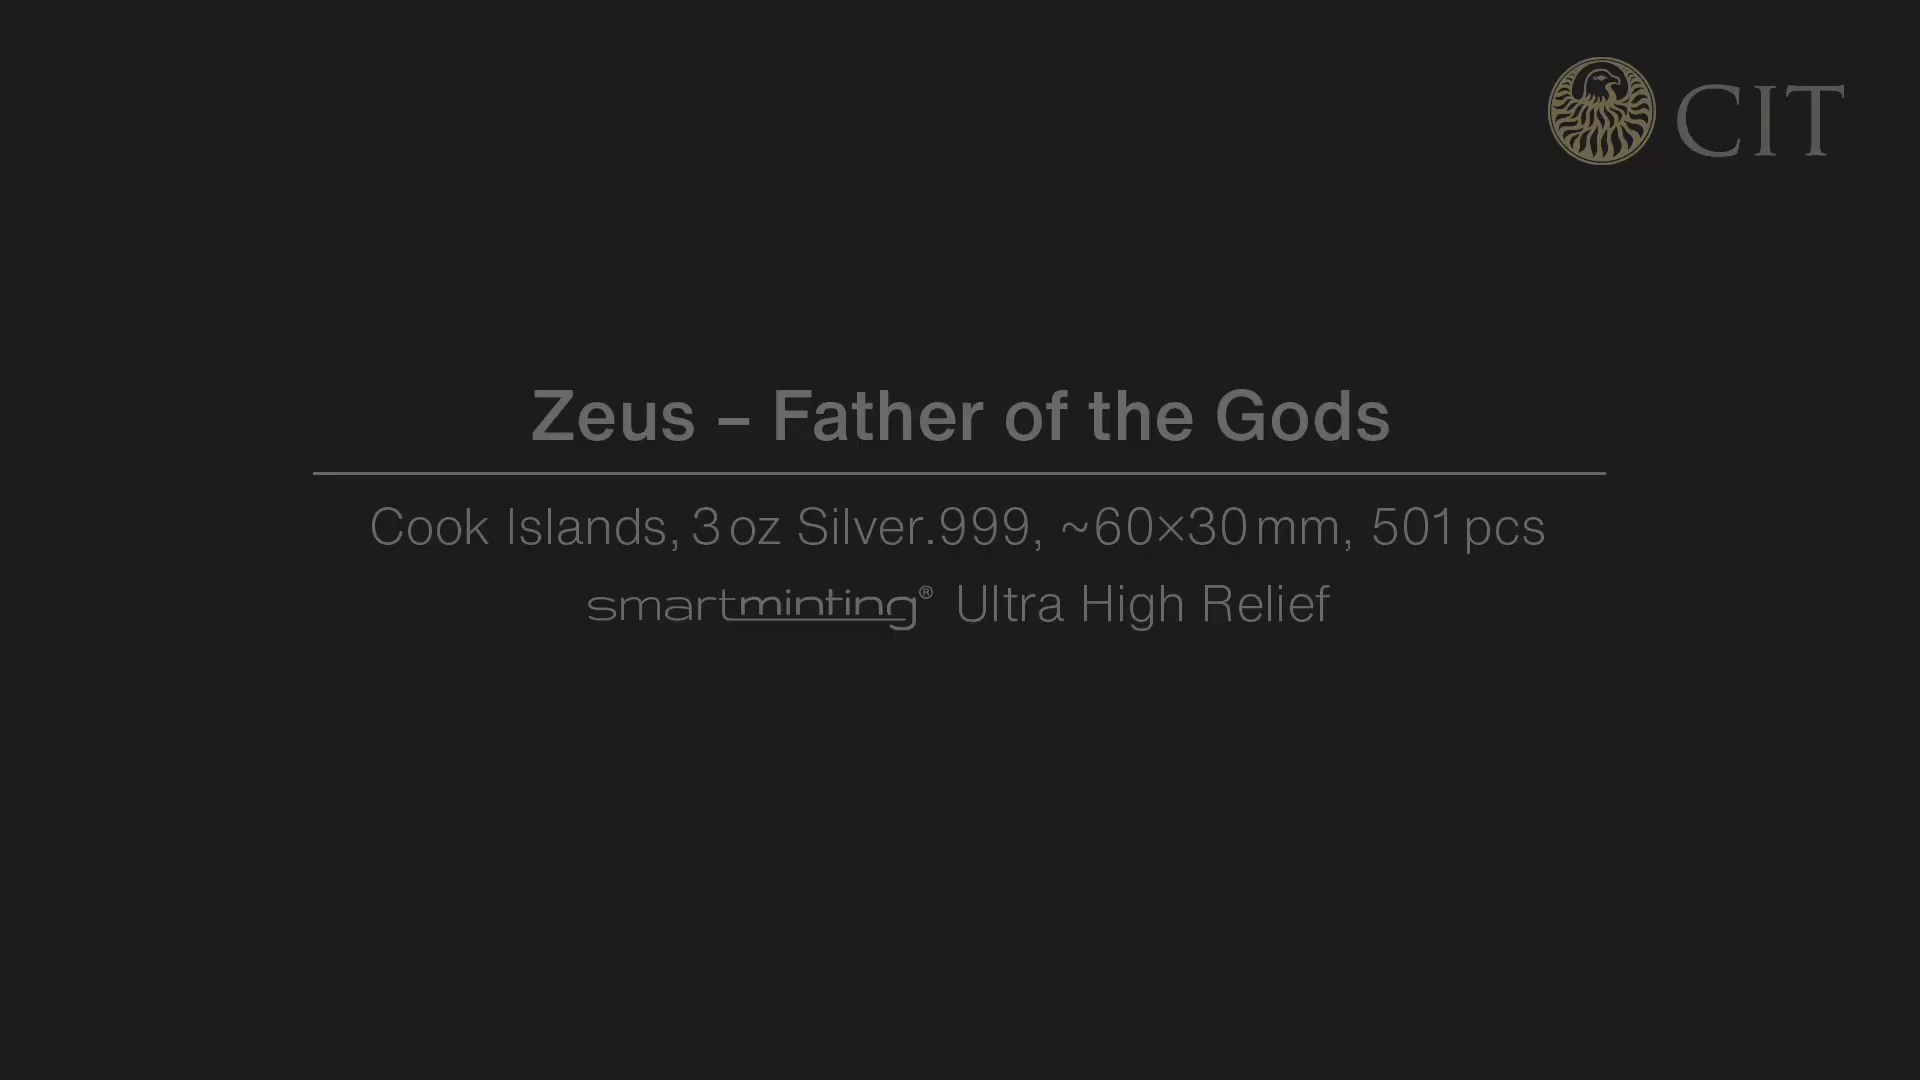 CIT
Zeus – Father of the Gods
Cook Islands, 3 oz Silver.999, ~60×30 mm, 501 pcs
smartminting® Ultra High Relief